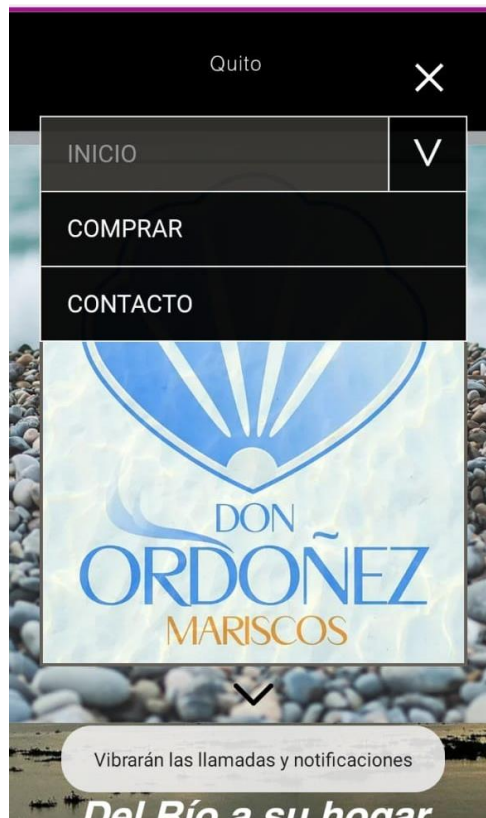 Quito
INICIO
COMPRAR
CONTACTO
DON
ORDOÑEZ
MARISCOS
Vibrarán las llamadas y notificaciones
Del Río a su hogar